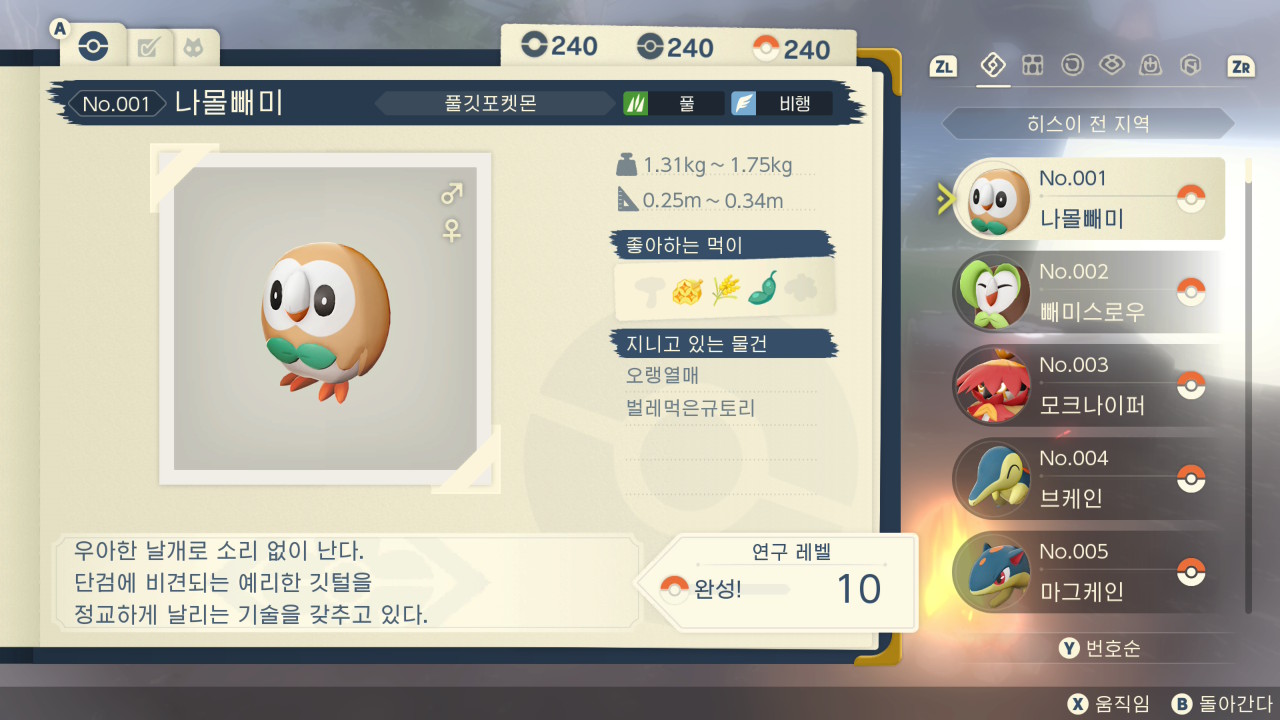 A
240
240
240
No.001
나몰빼미
풀깃포켓몬
풀
비행
1.31kg ~ 1.75kg
0.25m ~ 0.34m
좋아하는 먹이
지니고 있는 물건
오랭열매
벌레먹은규토리
우아한 날개로 소리 없이 난다.
단검에 비견되는 예리한 깃털을
정교하게 날리는 기술을 갖추고 있다.
연구 레벨
완성!
10
ZL
ZR
히스이 전 지역
No.001
나몰빼미
No.002
빼미스로우
No.003
모크나이퍼
No.004
브케인
No.005
마그케인
Y 번호순
X 움직임 B 돌아간다